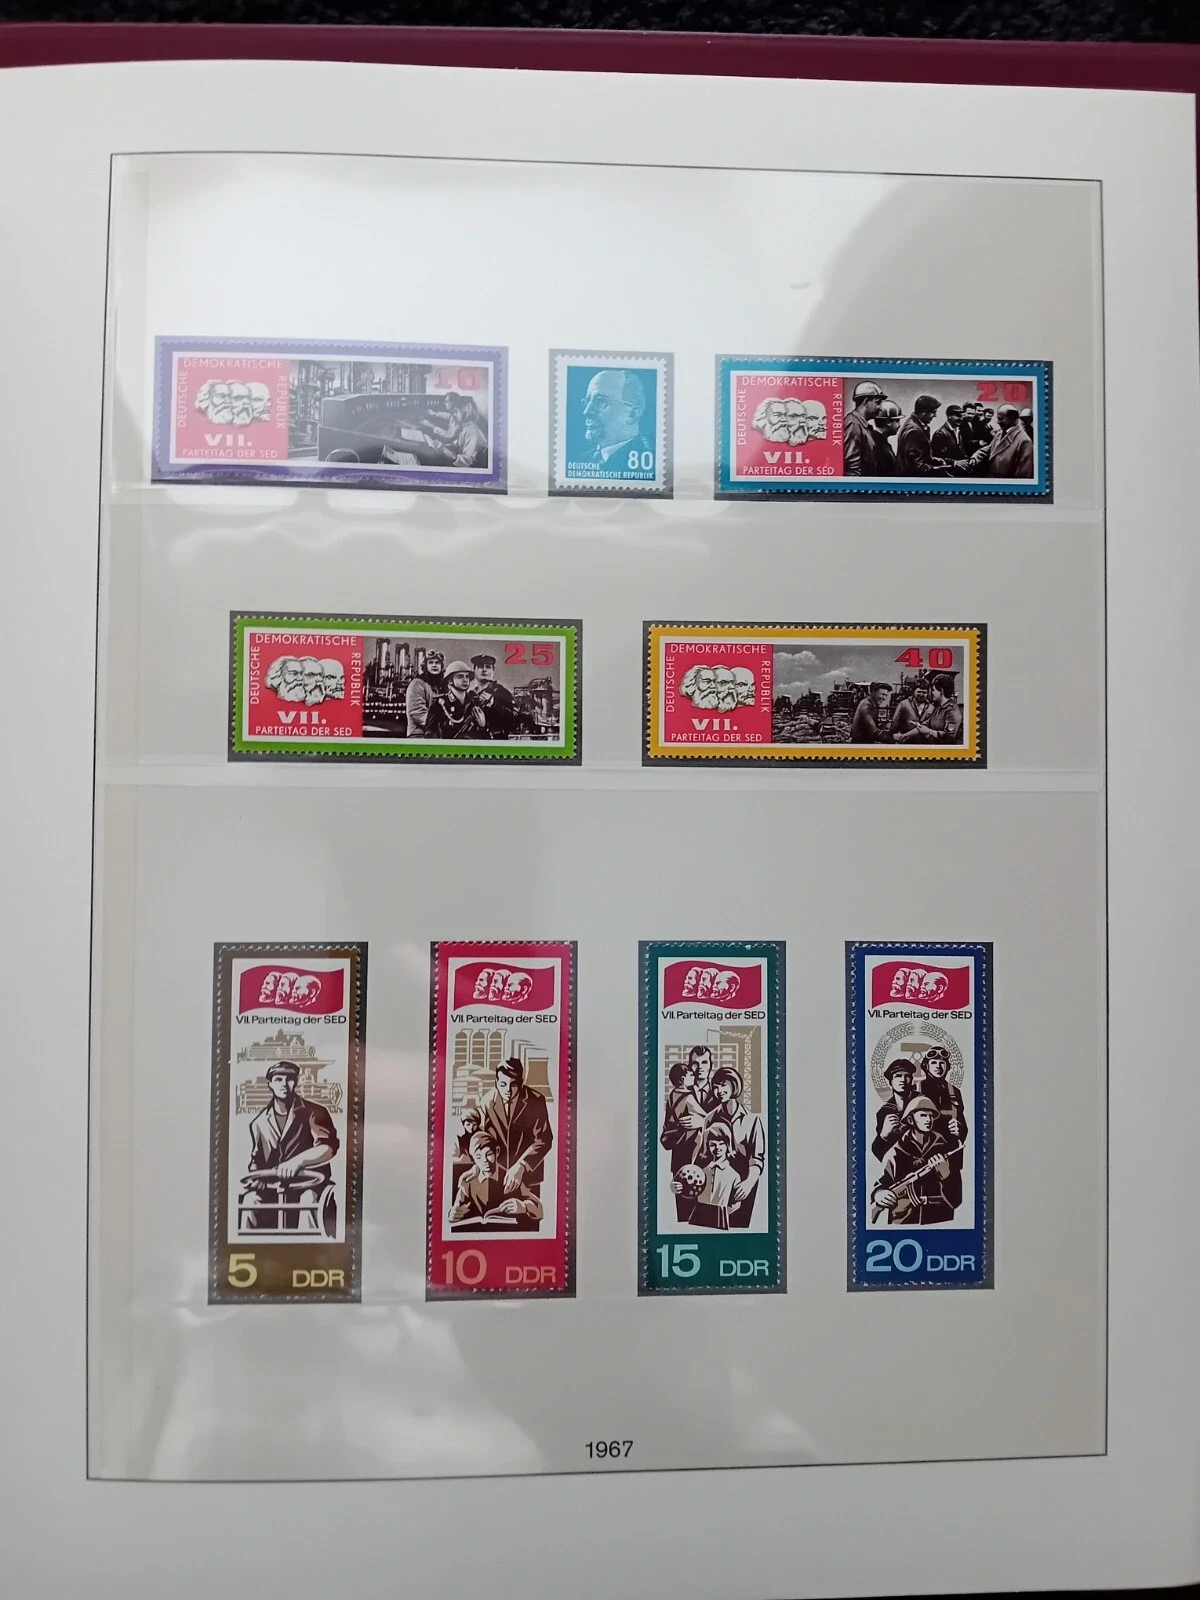 DEUTSCHE
DEMOKRATISCHE
REPUBLIK
10
VII.
PARTEITAG DER SED
80
DEUTSCHE
DEMOKRATISCHE REPUBLIK
DEUTSCHE
DEMOKRATISCHE
REPUBLIK
20
VII.
PARTEITAG DER SED
DEUTSCHE
DEMOKRATISCHE
REPUBLIK
25
VII.
PARTEITAG DER SED
DEUTSCHE
DEMOKRATISCHE
REPUBLIK
40
VII.
PARTEITAG DER SED
VII. Parteitag der SED
5 DDR
VII. Parteitag der SED
10 DDR
VII. Parteitag der SED
15 DDR
VII. Parteitag der SED
20 DDR
1967